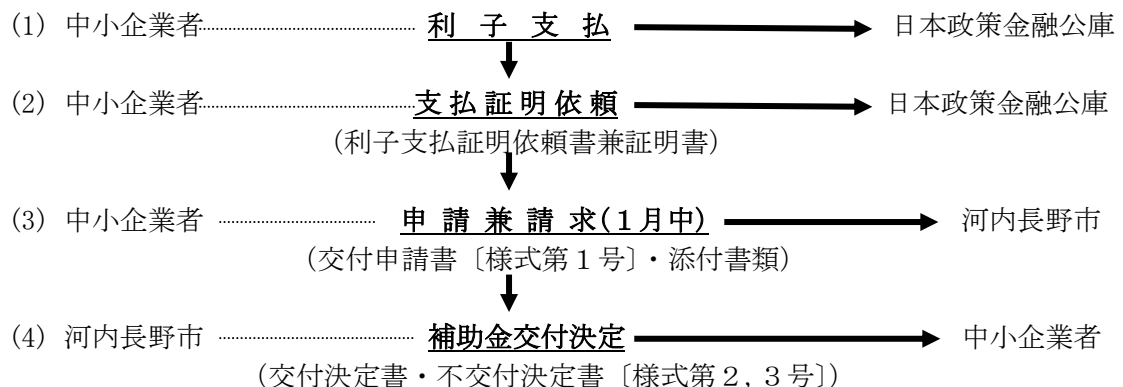 (1) 中小企業者 利子支払 日本政策金融公庫
(2) 中小企業者 支払証明依頼 日本政策金融公庫
(利子支払証明依頼書兼証明書)
(3) 中小企業者 申請兼請求(1月中) 河内長野市
(交付申請書〔様式第1号〕・添付書類)
(4) 河内長野市 補助金交付決定 中小企業者
(交付決定書・不交付決定書〔様式第2,3号〕)